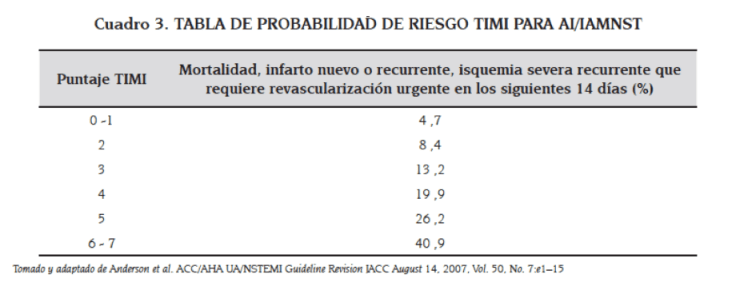 Cuadro 3. TABLA DE PROBABILIDAD DE RIESGO TIMI PARA AI/IAMNST
Puntaje TIMI
Mortalidad, infarto nuevo o recurrente, isquemia severa recurrente que
requiere revascularización urgente en los siguientes 14 días (%)
0 -1 4 ,7
2 8 ,4
3 13 ,2
4 19 ,9
5 26 ,2
6 - 7 40 ,9
Tomado y adaptado de Anderson et al. ACC/AHA UA/NSTEMI Guideline Revision JACC August 14, 2007, Vol. 50, No. 7:e1–15